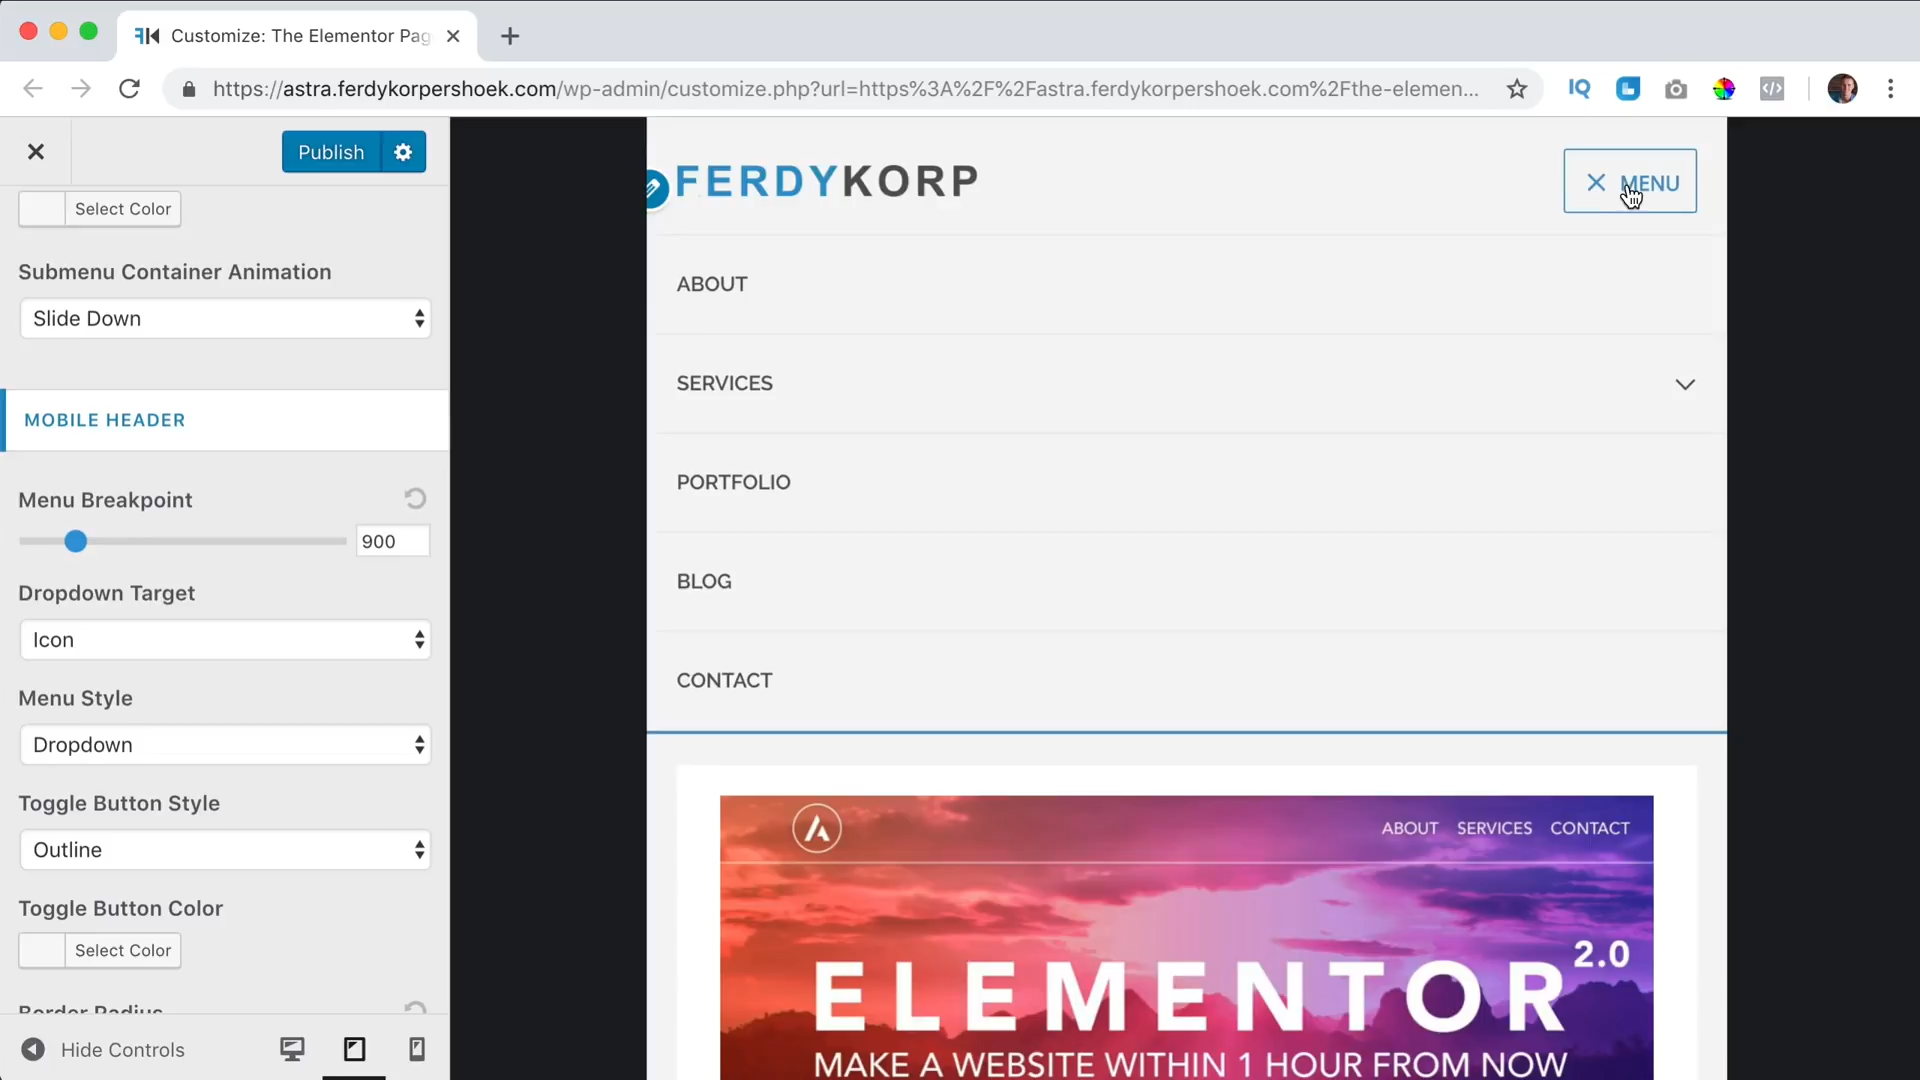 Customize: The Elementor Pag
https://astra.ferdykorpershoek.com/wp-admin/customize.php?url=https%3A%2F%2Fastra.ferdykorpershoek.com%2Fthe-elemen...
IQ
Publish
Select Color
Submenu Container Animation
Slide Down
MOBILE HEADER
Menu Breakpoint
900
Dropdown Target
Icon
Menu Style
Dropdown
Toggle Button Style
Outline
Toggle Button Color
Select Color
Border Radius
Hide Controls
FERDYKORP
MENU
ABOUT
SERVICES
PORTFOLIO
BLOG
CONTACT
ABOUT SERVICES CONTACT
ELEMENTOR 2.0
MAKE A WEBSITE WITHIN 1 HOUR FROM NOW